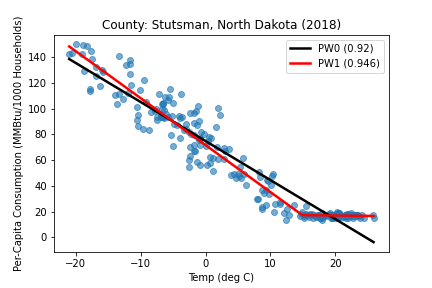 County: Stutsman, North Dakota (2018)
PW0 (0.92)
PW1 (0.946)
Per-Capita Consumption (MMBtu/1000 Households)
140
120
100
80
60
40
20
0
−20
−10
0
10
20
Temp (deg C)